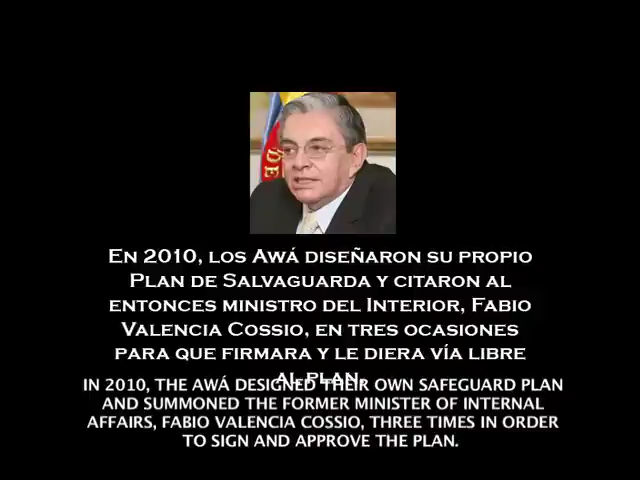 DE
EN 2010, LOS AWÁ DISEÑARON SU PROPIO
PLAN DE SALVAGUARDA Y CITARON AL
ENTONCES MINISTRO DEL INTERIOR, FABIO
VALENCIA COSSIO, EN TRES OCASIONES
PARA QUE FIRMARA Y LE DIERA VÍA LIBRE
AL PLAN.
IN 2010, THE AWÁ DESIGNED THEIR OWN SAFEGUARD PLAN
AND SUMMONED THE FORMER MINISTER OF INTERNAL
AFFAIRS, FABIO VALENCIA COSSIO, THREE TIMES IN ORDER
TO SIGN AND APPROVE THE PLAN.